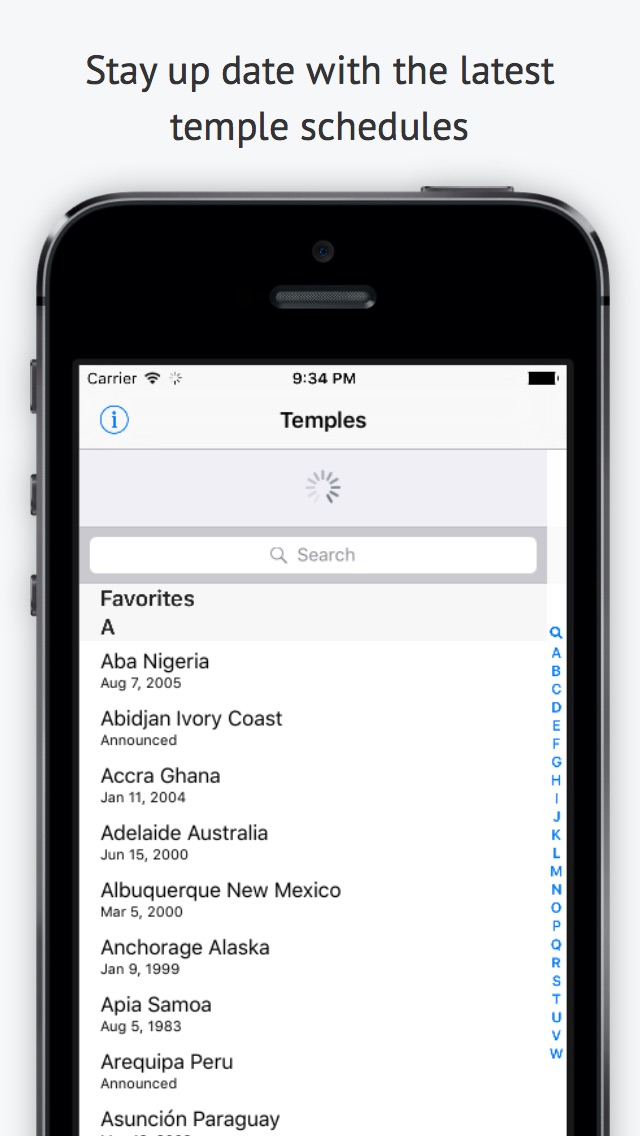 Stay up date with the latest
temple schedules
Carrier 9:34 PM
i Temples
Search
Favorites
A
Aba Nigeria
Aug 7, 2005
Abidjan Ivory Coast
Announced
Accra Ghana
Jan 11, 2004
Adelaide Australia
Jun 15, 2000
Albuquerque New Mexico
Mar 5, 2000
Anchorage Alaska
Jan 9, 1999
Apia Samoa
Aug 5, 1983
Arequipa Peru
Announced
Asunción Paraguay
A
B
C
D
E
F
G
H
I
J
K
L
M
N
O
P
Q
R
S
T
U
V
W